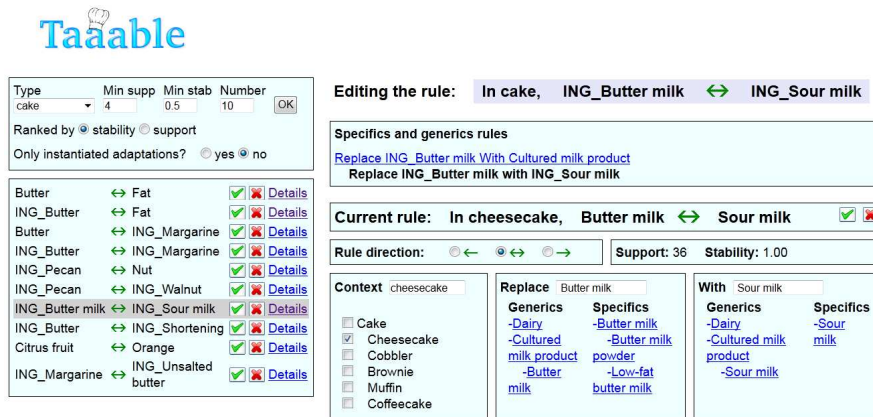 Taaable
Type Min supp Min stab Number
cake 4 0.5 10 OK
Ranked by stability support
Only instantiated adaptations? yes no
Butter ↔ Fat Details
ING_Butter ↔ Fat Details
Butter ↔ ING_Margarine Details
ING_Butter ↔ ING_Margarine Details
ING_Pecan ↔ Nut Details
ING_Pecan ↔ ING_Walnut Details
ING_Butter milk ↔ ING_Sour milk Details
ING_Butter ↔ ING_Shortening Details
Citrus fruit ↔ Orange Details
ING_Margarine ↔ ING_Unsalted butter Details
Editing the rule: In cake, ING_Butter milk ↔ ING_Sour milk
Specifics and generics rules
Replace ING_Butter milk With Cultured milk product
Replace ING_Butter milk with ING_Sour milk
Current rule: In cheesecake, Butter milk ↔ Sour milk
Rule direction: ← ↔ →
Support: 36 Stability: 1.00
Context cheesecake
Cake
Cheesecake
Cobbler
Brownie
Muffin
Coffeecake
Replace Butter milk
Generics
-Dairy
-Cultured
milk product
-Butter
milk
Specifics
-Butter milk
-Butter milk
powder
-Low-fat
butter milk
With Sour milk
Generics
-Dairy
-Cultured milk
product
-Sour milk
Specifics
-Sour
milk